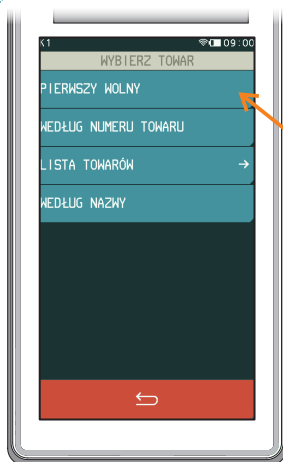 K1 09:00
WYBIERZ TOWAR
PIERWSZY WOLNY
WEDŁUG NUMERU TOWARU
LISTA TOWARÓW →
WEDŁUG NAZWY